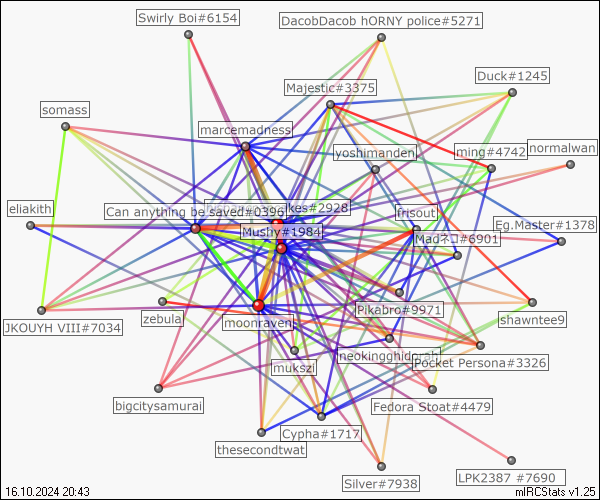 Swirly Boi#6154
DacobDacob hORNY police#5271
Duck#1245
Majestic#3375
somass
marcemadness
yoshimanden
ming#4742
normalwan
eliakith
Can anything be saved#0396
kes#2928
frisout
Eg.Master#1378
Mushy#1984
Madネコ#6901
JKOUYH VIII#7034
zebula
moonraven
Pikabro#9971
shawntee9
mukszi
neokingghidorah
Pocket Persona#3326
bigcitysamurai
Fedora Stoat#4479
thesecondtwat
Cypha#1717
Silver#7938
LPK2387 #7690
16.10.2024 20:43
mIRCStats v1.25